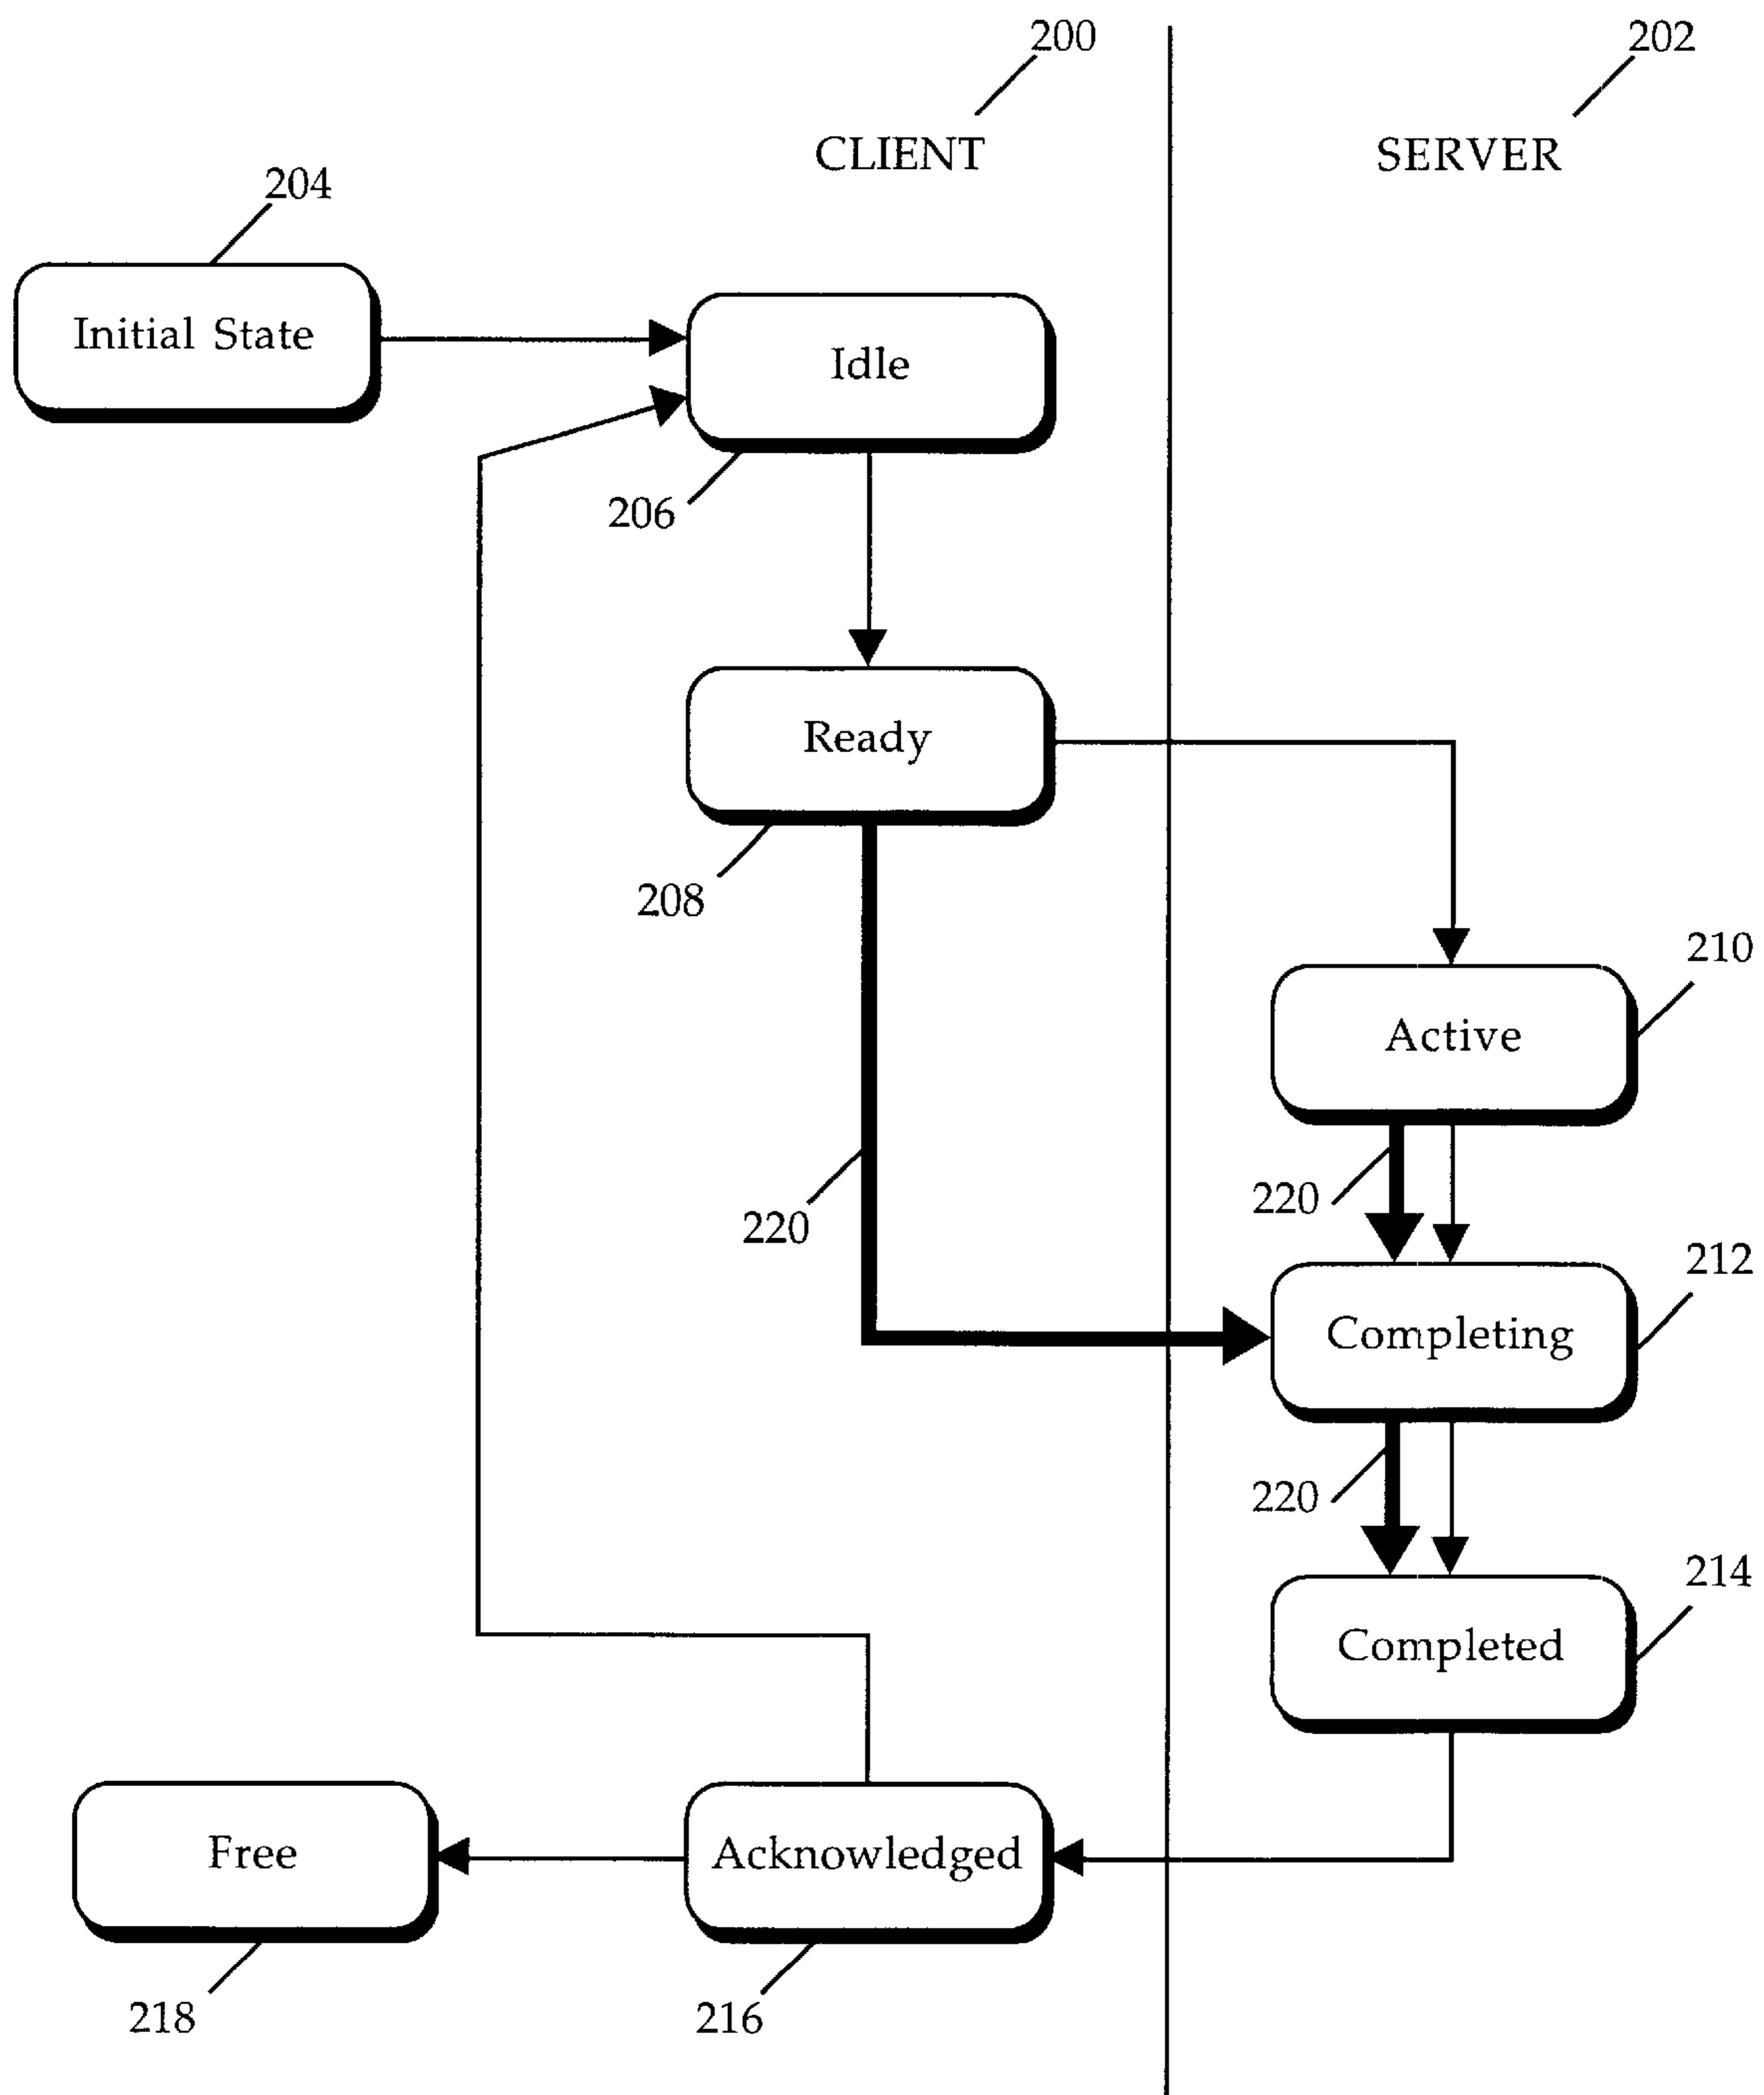 200
202
CLIENT
SERVER
204
Initial State
Idle
206
Ready
208
210
Active
220
220
212
Completing
220
214
Completed
Free
Acknowledged
218
216